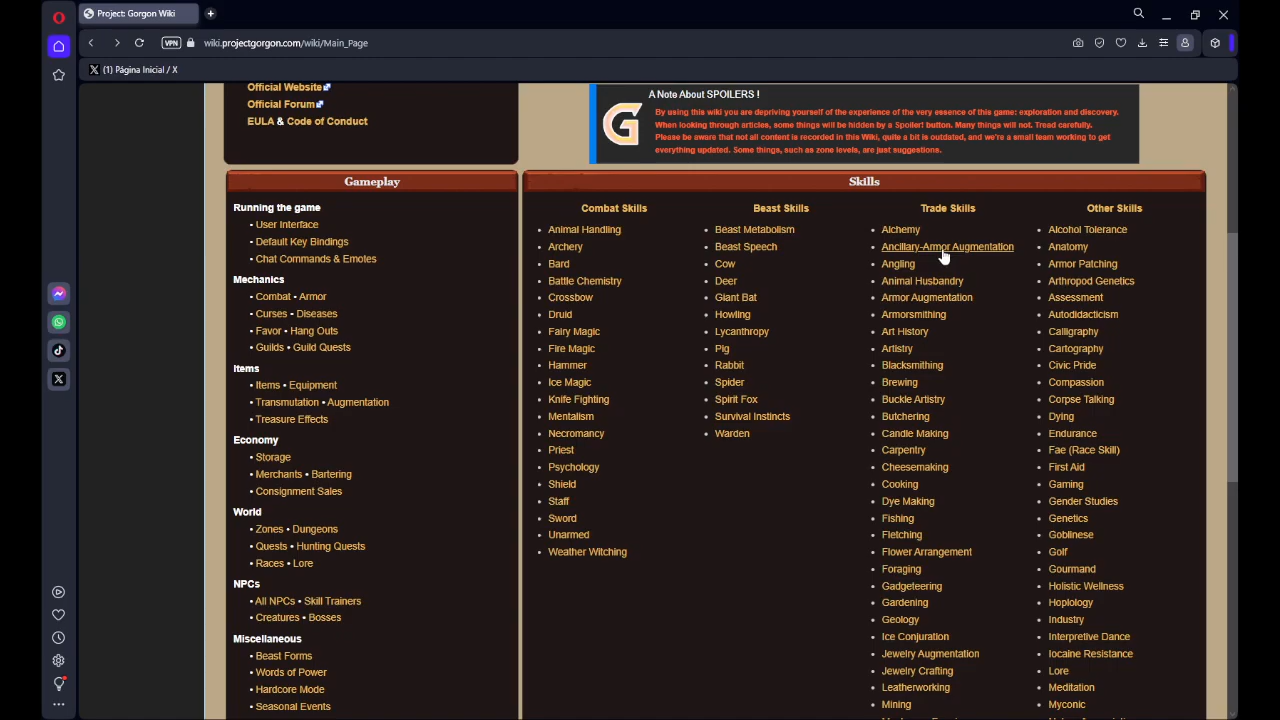 Project: Gorgon Wiki
VPN
wiki.projectgorgon.com/wiki/Main_Page
X (1) Página Inicial / X
Official Website
Official Forum
EULA & Code of Conduct
A Note About SPOILERS !
By using this wiki you are depriving yourself of the experience of the very essence of this game: exploration and discovery.
When looking through articles, some things will be hidden by a Spoiler! button. Many things will not. Tread carefully.
Please be aware that not all content is recorded in this Wiki, quite a bit is outdated, and we're a small team working to get
everything updated. Some things, such as zone levels, are just suggestions.
Gameplay
Running the game
• User Interface
• Default Key Bindings
• Chat Commands & Emotes
Mechanics
• Combat • Armor
• Curses • Diseases
• Favor • Hang Outs
• Guilds • Guild Quests
Items
• Items • Equipment
• Transmutation • Augmentation
• Treasure Effects
Economy
• Storage
• Merchants • Bartering
• Consignment Sales
World
• Zones • Dungeons
• Quests • Hunting Quests
• Races • Lore
NPCs
• All NPCs • Skill Trainers
• Creatures • Bosses
Miscellaneous
• Beast Forms
• Words of Power
• Hardcore Mode
• Seasonal Events
Skills
Combat Skills
• Animal Handling
• Archery
• Bard
• Battle Chemistry
• Crossbow
• Druid
• Fairy Magic
• Fire Magic
• Hammer
• Ice Magic
• Knife Fighting
• Mentalism
• Necromancy
• Priest
• Psychology
• Shield
• Staff
• Sword
• Unarmed
• Weather Witching
Beast Skills
• Beast Metabolism
• Beast Speech
• Cow
• Deer
• Giant Bat
• Howling
• Lycanthropy
• Pig
• Rabbit
• Spider
• Spirit Fox
• Survival Instincts
• Warden
Trade Skills
• Alchemy
• Ancillary-Armor Augmentation
• Angling
• Animal Husbandry
• Armor Augmentation
• Armorsmithing
• Art History
• Artistry
• Blacksmithing
• Brewing
• Buckle Artistry
• Butchering
• Candle Making
• Carpentry
• Cheesemaking
• Cooking
• Dye Making
• Fishing
• Fletching
• Flower Arrangement
• Foraging
• Gadgeteering
• Gardening
• Geology
• Ice Conjuration
• Jewelry Augmentation
• Jewelry Crafting
• Leatherworking
• Mining
Other Skills
• Alcohol Tolerance
• Anatomy
• Armor Patching
• Arthropod Genetics
• Assessment
• Autodidacticism
• Calligraphy
• Cartography
• Civic Pride
• Compassion
• Corpse Talking
• Dying
• Endurance
• Fae (Race Skill)
• First Aid
• Gaming
• Gender Studies
• Genetics
• Goblinese
• Golf
• Gourmand
• Holistic Wellness
• Hoplology
• Industry
• Interpretive Dance
• Iocaine Resistance
• Lore
• Meditation
• Myconic